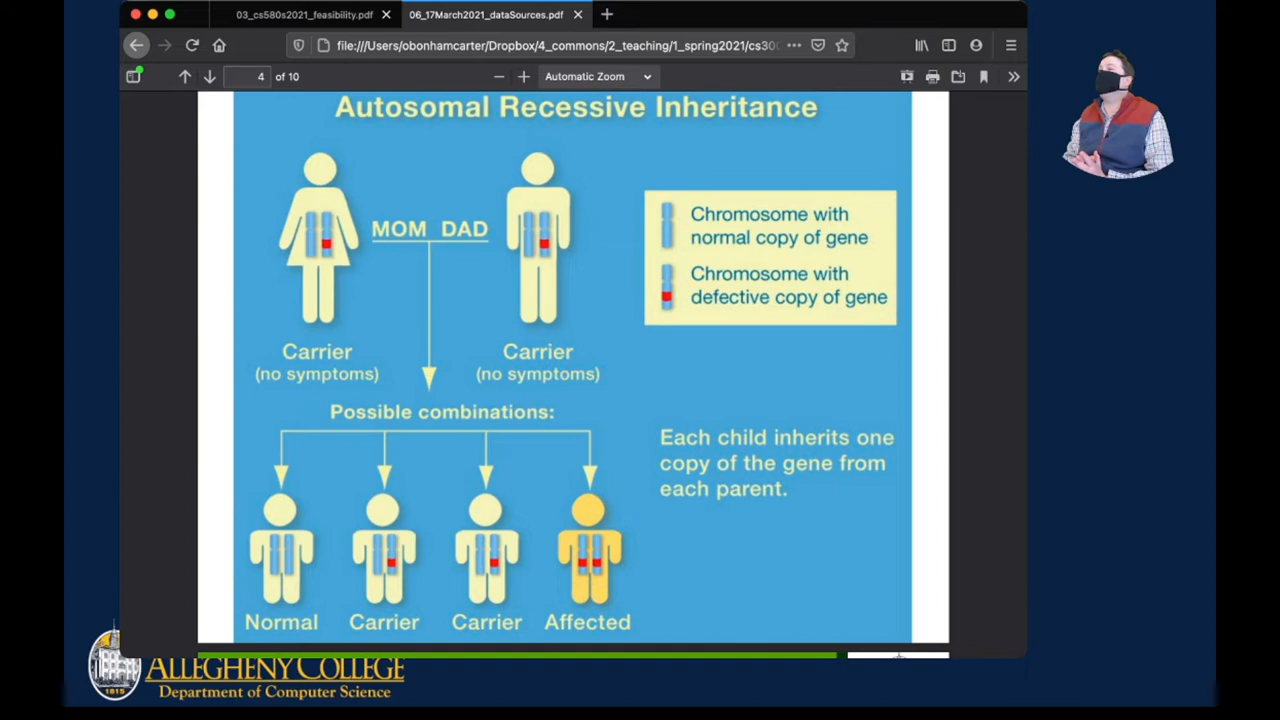 03_cs580s2021_feasibility.pdf
06_17March2021_dataSources.pdf
file:///Users/obonhamcarter/Dropbox/4_commons/2_teaching/1_spring2021/cs300
4 of 10
Automatic Zoom
Autosomal Recessive Inheritance
MOM DAD
Chromosome with
normal copy of gene
Chromosome with
defective copy of gene
Carrier
(no symptoms)
Carrier
(no symptoms)
Possible combinations:
Each child inherits one
copy of the gene from
each parent.
Normal
Carrier
Carrier
Affected
1815
ALLEGHENY COLLEGE
Department of Computer Science